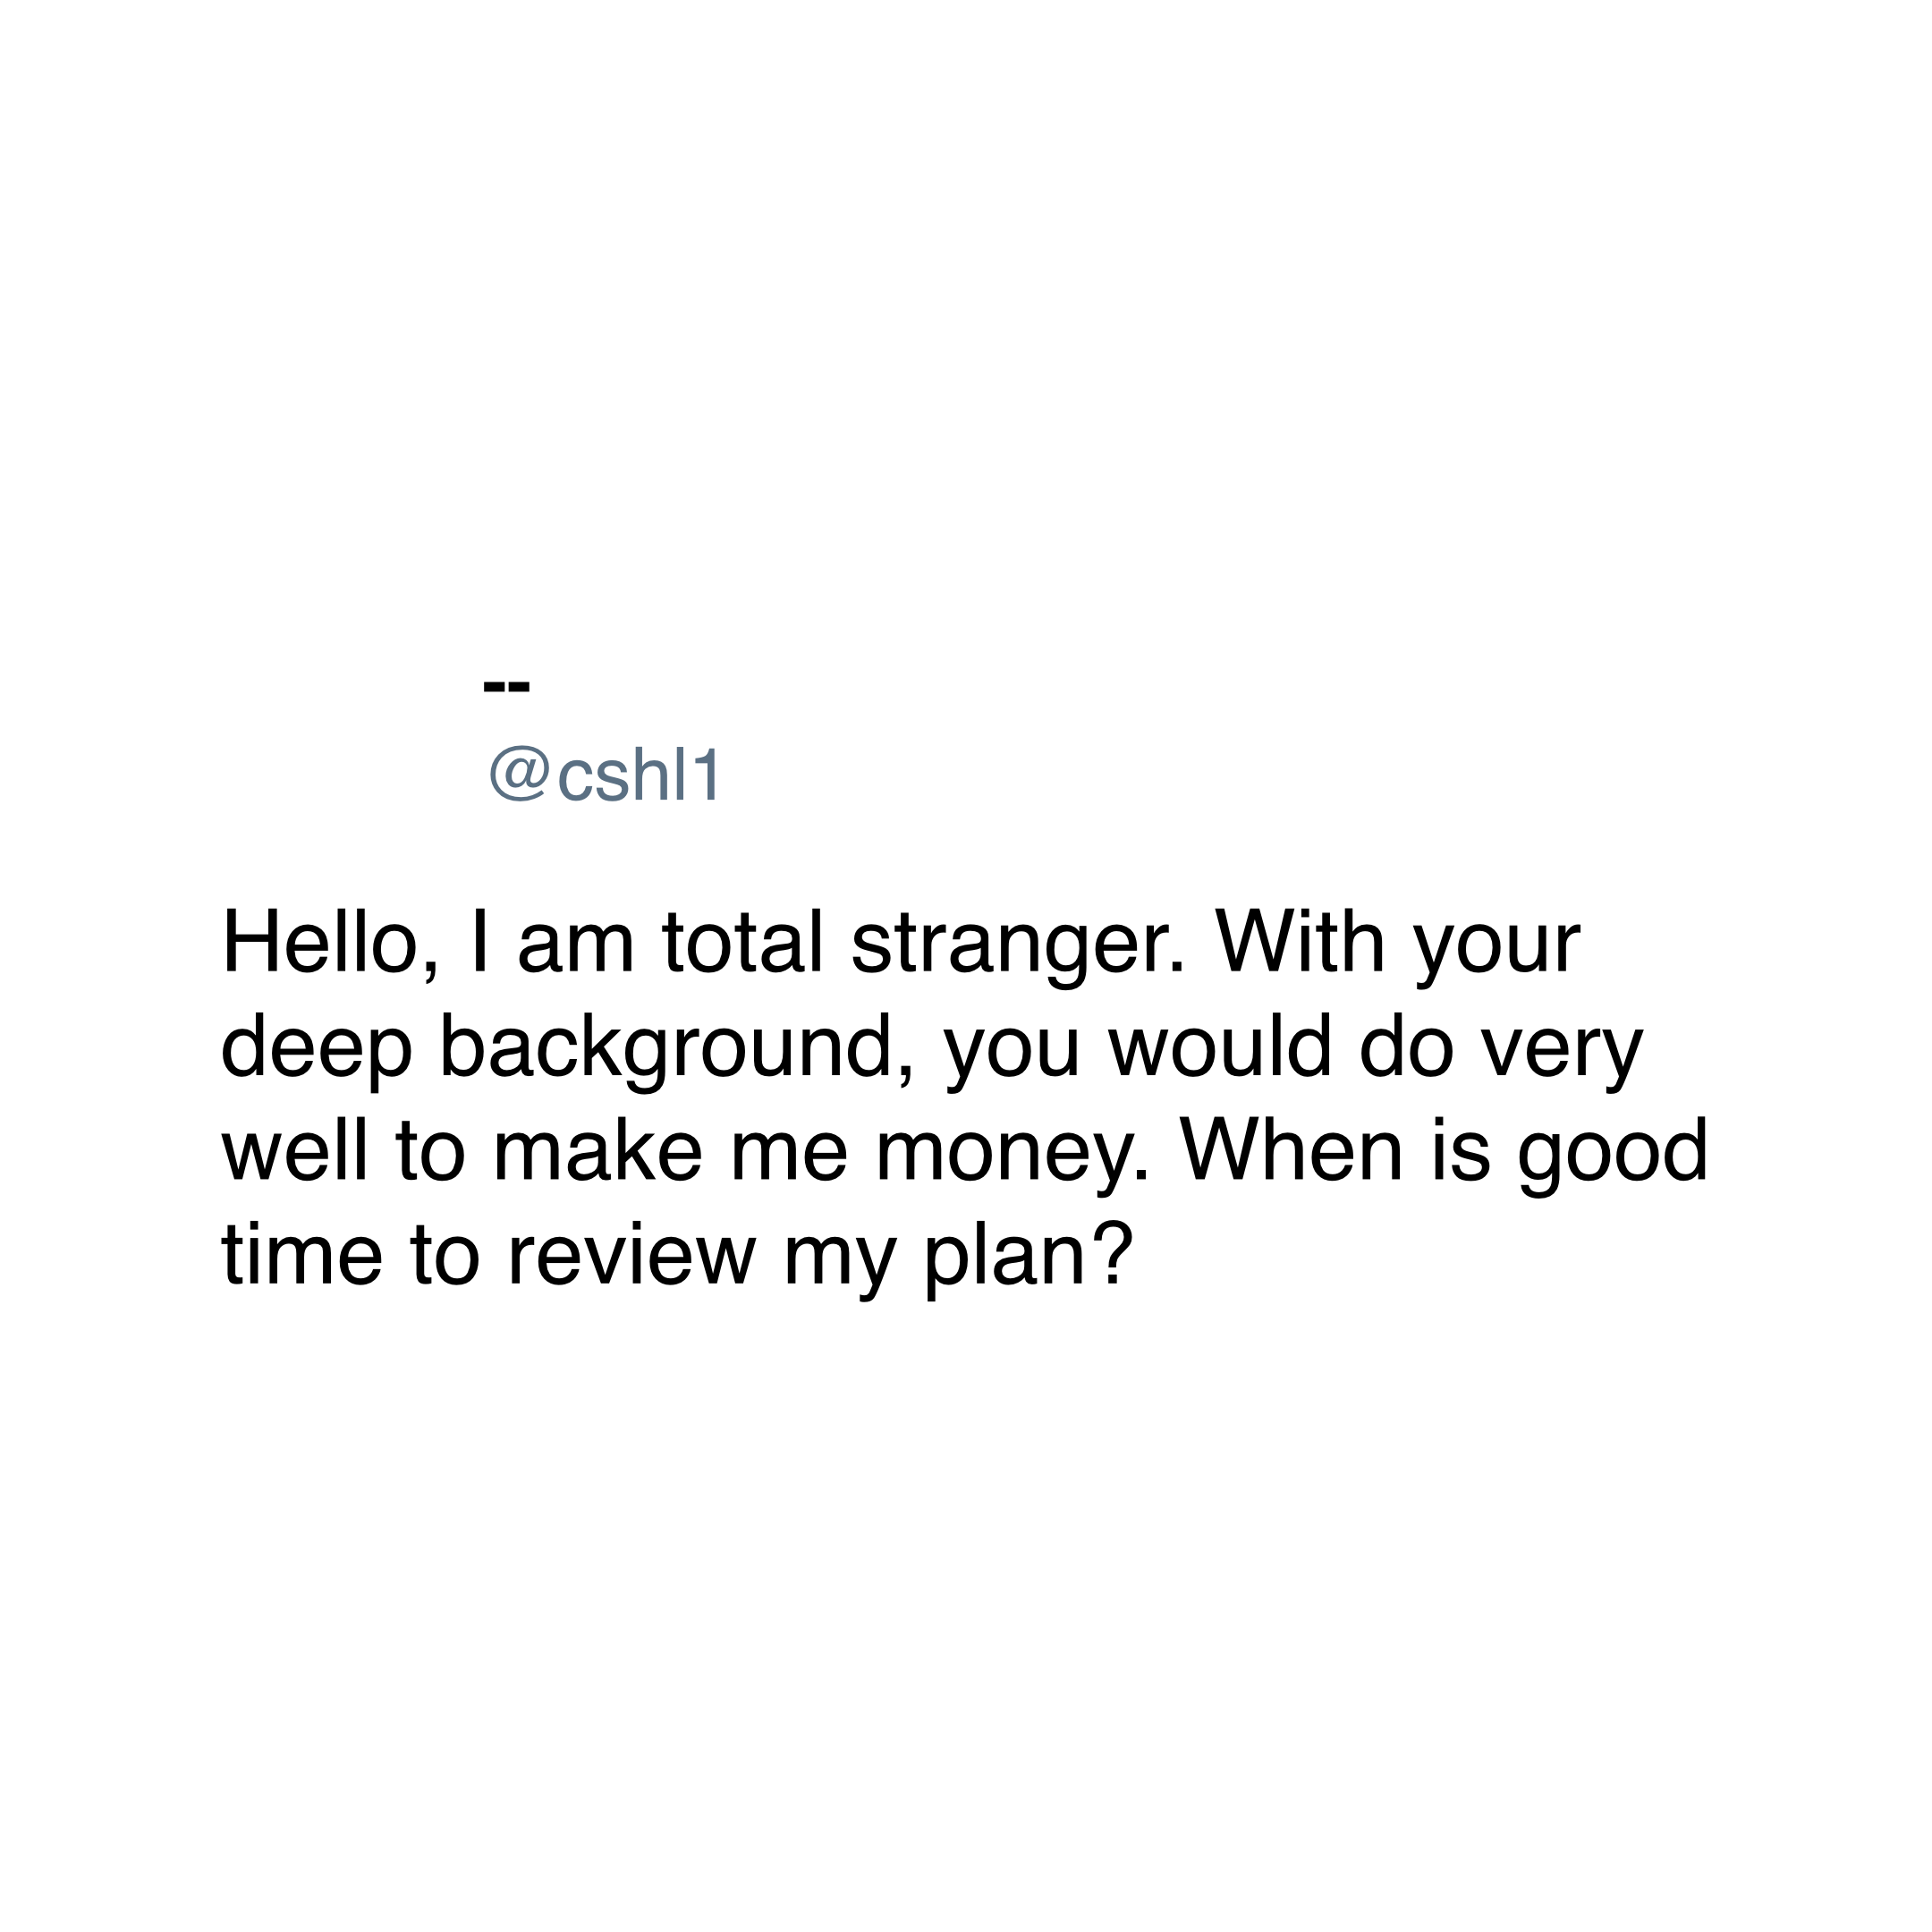 --
@cshl1
Hello, I am total stranger. With your
deep background, you would do very
well to make me money. When is good
time to review my plan?